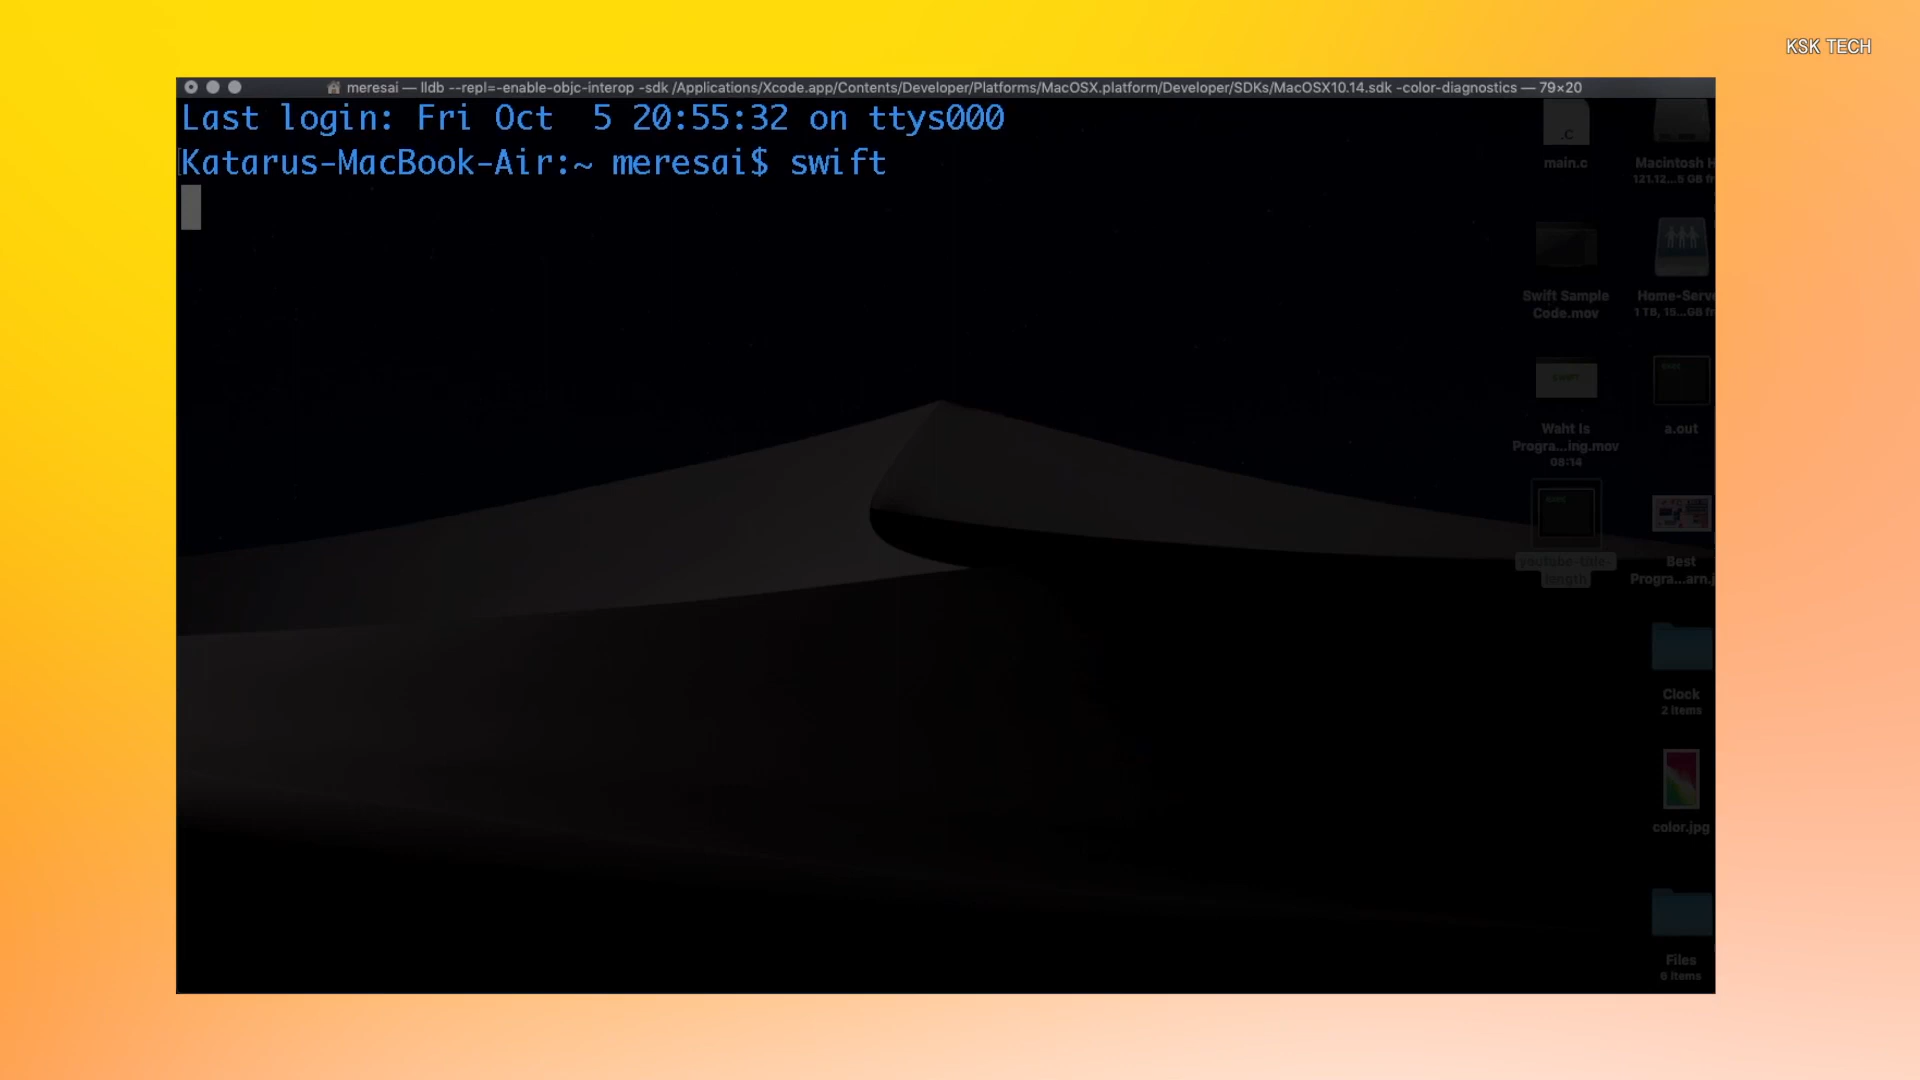 KSK TECH
meresai — lldb --repl=-enable-objc-interop -sdk /Applications/Xcode.app/Contents/Developer/Platforms/MacOSX.platform/Developer/SDKs/MacOSX10.14.sdk -color-diagnostics — 79×20
Last login: Fri Oct  5 20:55:32 on ttys000
Katarus-MacBook-Air:~ meresai$ swift
.C
main.c
Macintosh H
121.12...5 GB fr
Swift Sample
Code.mov
Home-Serve
1 TB, 15...GB fr
Waht Is
Progra...ing.mov
08:14
a.out
youtube-title-
length
Best
Progra...arn.j
Clock
2 items
color.jpg
Files
6 items